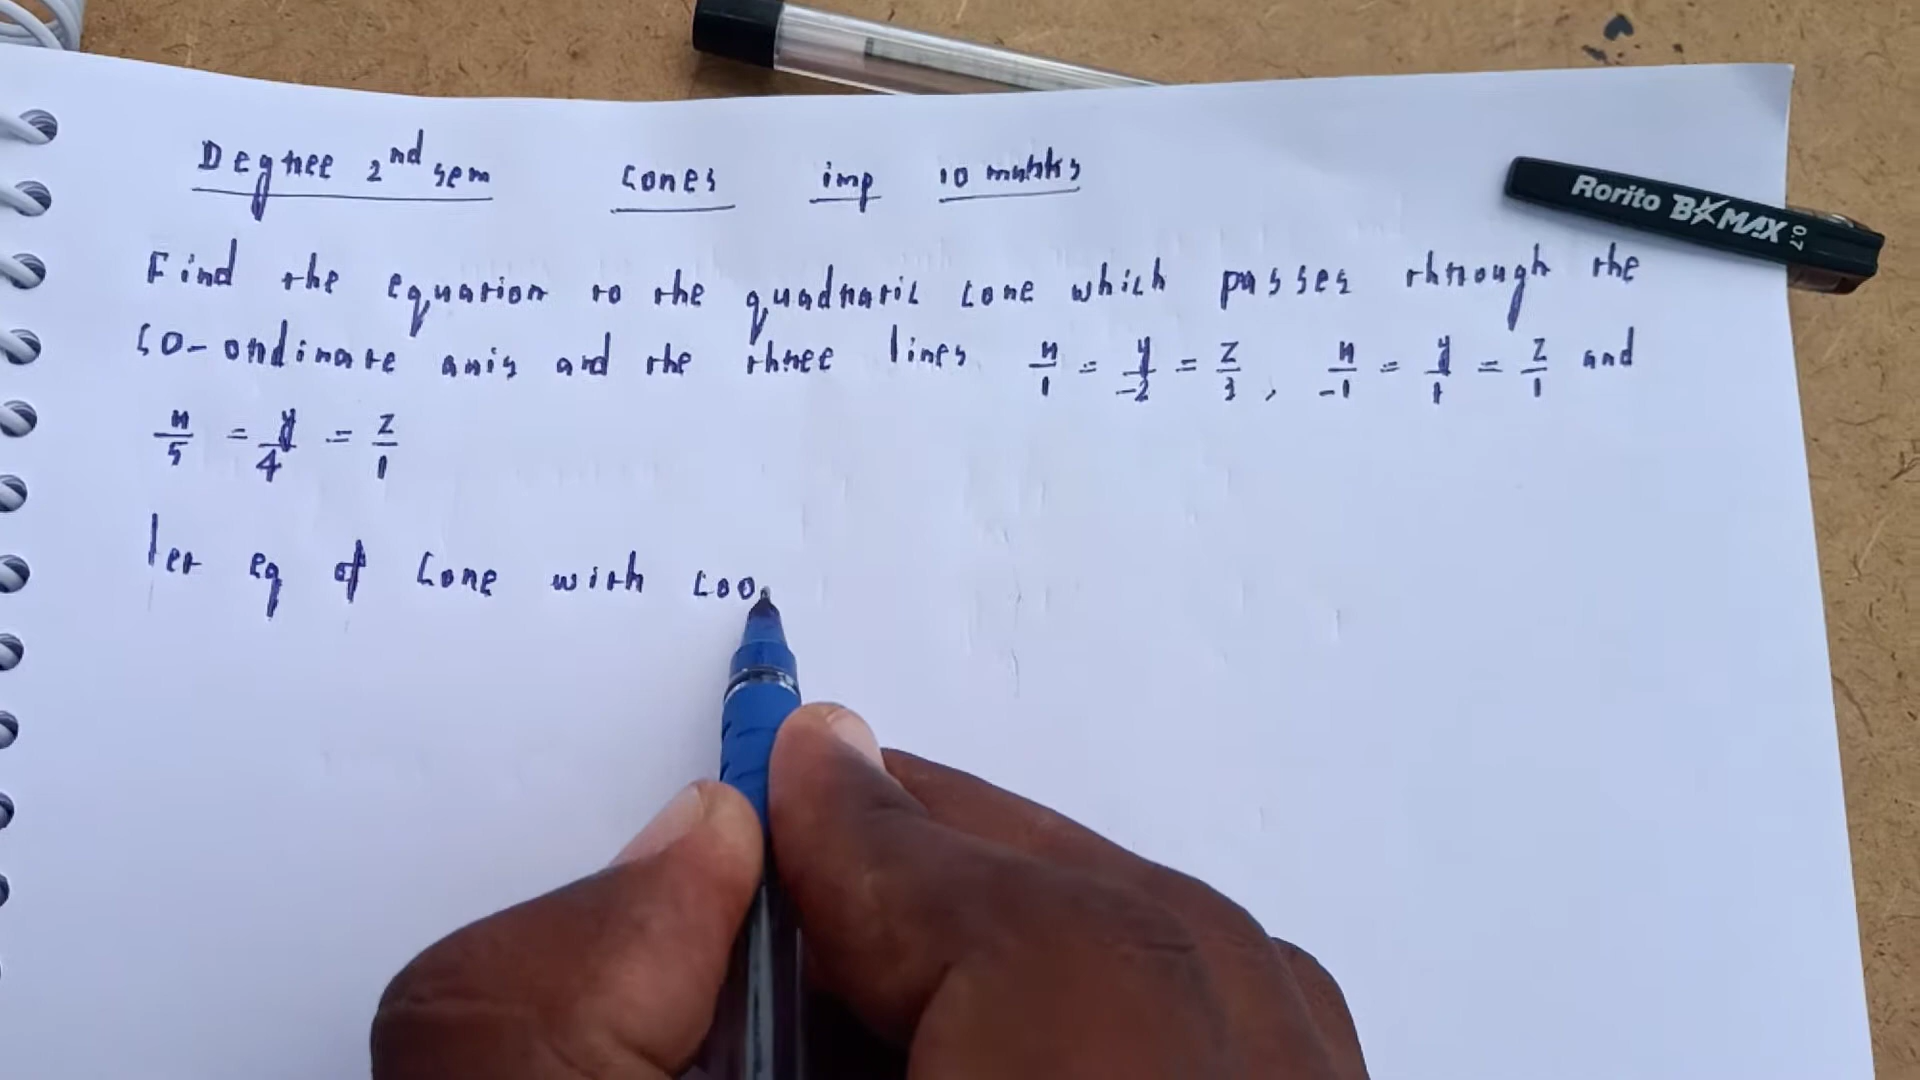 Degree 2nd sem cones imp 10 marks
Find the equation to the quadratic cone which passes through the
co-ordinate axis and the three lines x/1 = y/-2 = z/3, x/-1 = y/1 = z/1 and
x/5 = y/4 = z/1
let eq of cone with coo
Rorito B★MAX 0.7